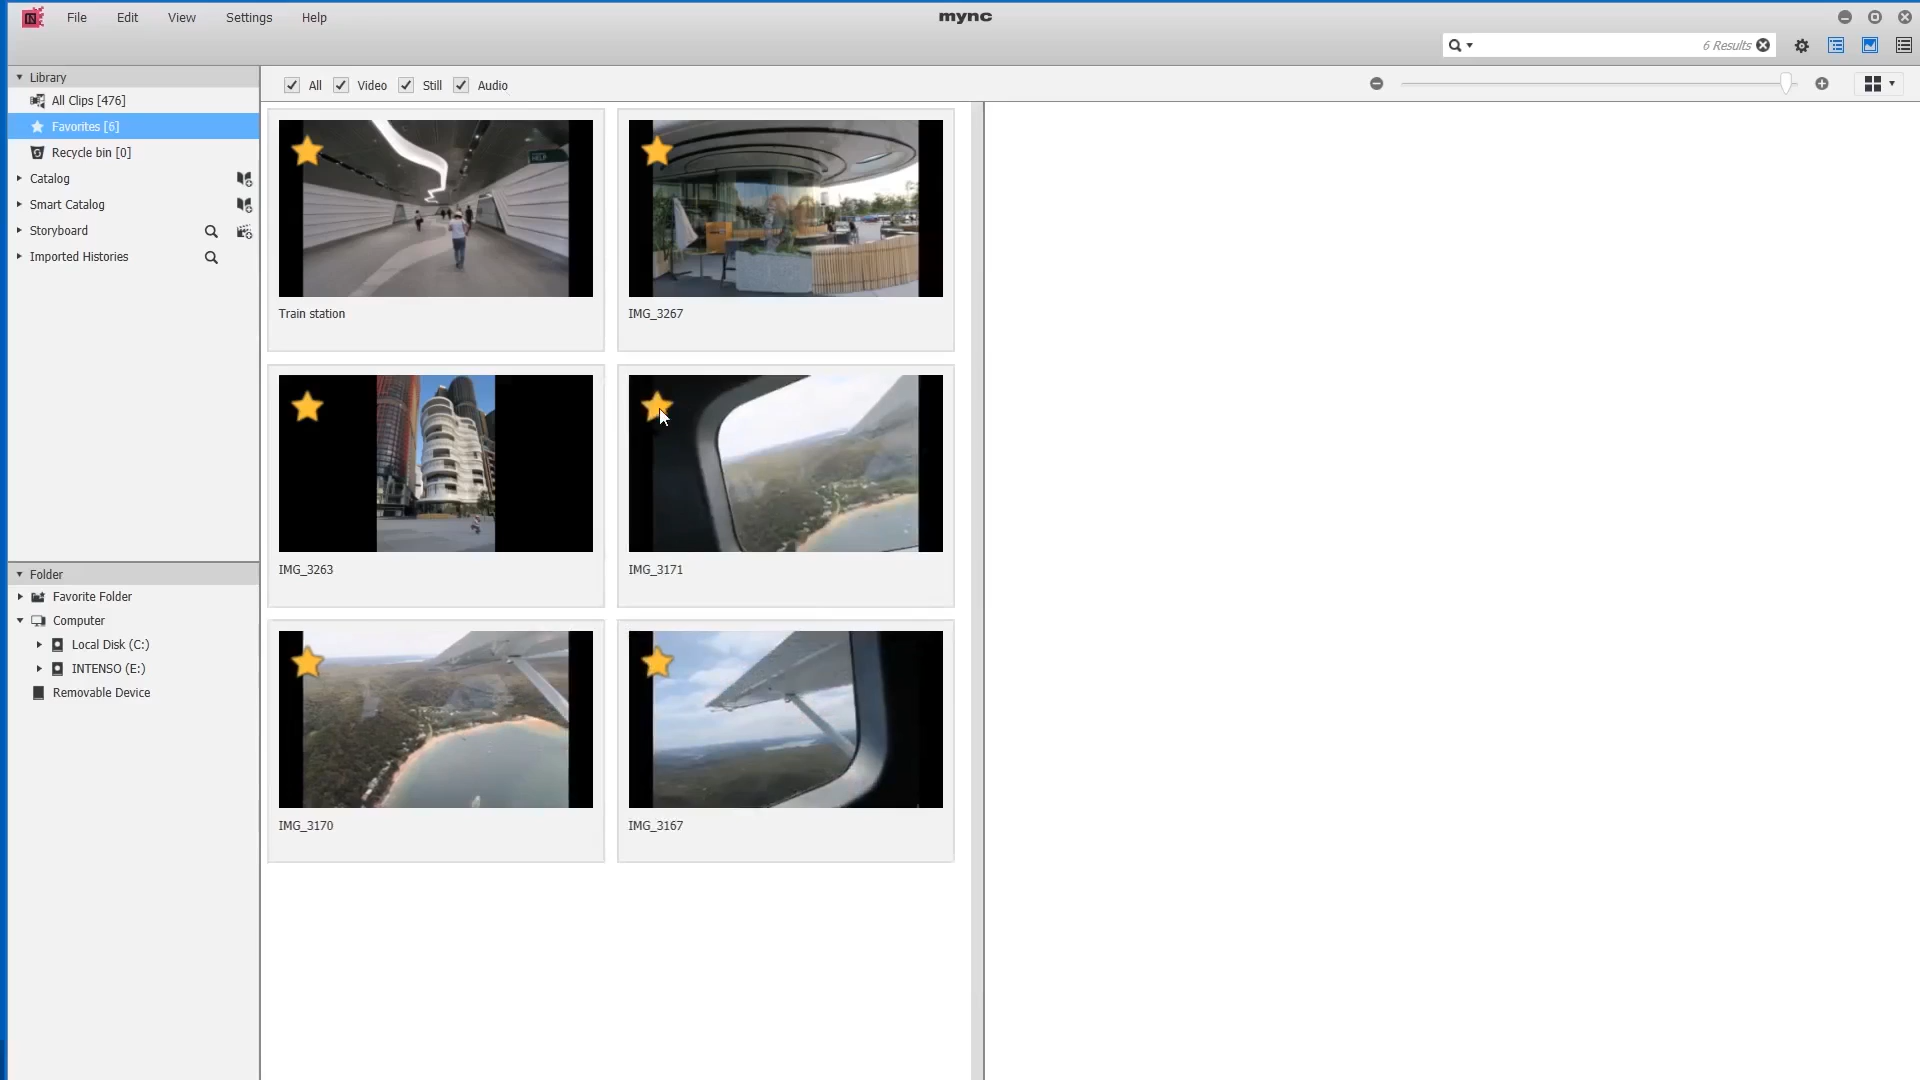 File Edit View Settings Help
mync
6 Results
Library
All Clips [476]
Favorites [6]
Recycle bin [0]
Catalog
Smart Catalog
Storyboard
Imported Histories
All Video Still Audio
HELP
Train station
IMG_3267
IMG_3263
IMG_3171
IMG_3170
IMG_3167
Folder
Favorite Folder
Computer
Local Disk (C:)
INTENSO (E:)
Removable Device